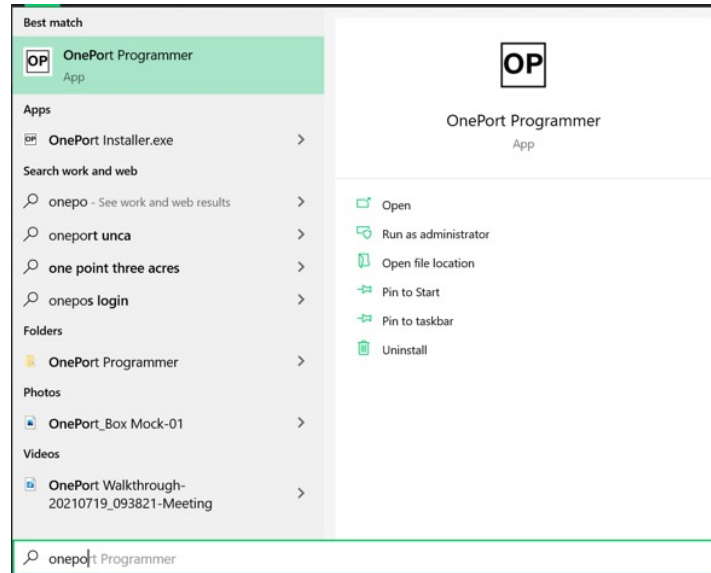 Best match
OP
OnePort Programmer
App
Apps
OP OnePort Installer.exe
Search work and web
onepo - See work and web results
oneport unca
one point three acres
onepos login
Folders
OnePort Programmer
Photos
OnePort_Box Mock-01
Videos
OnePort Walkthrough-
20210719_093821-Meeting
oneport Programmer
OP
OnePort Programmer
App
Open
Run as administrator
Open file location
Pin to Start
Pin to taskbar
Uninstall